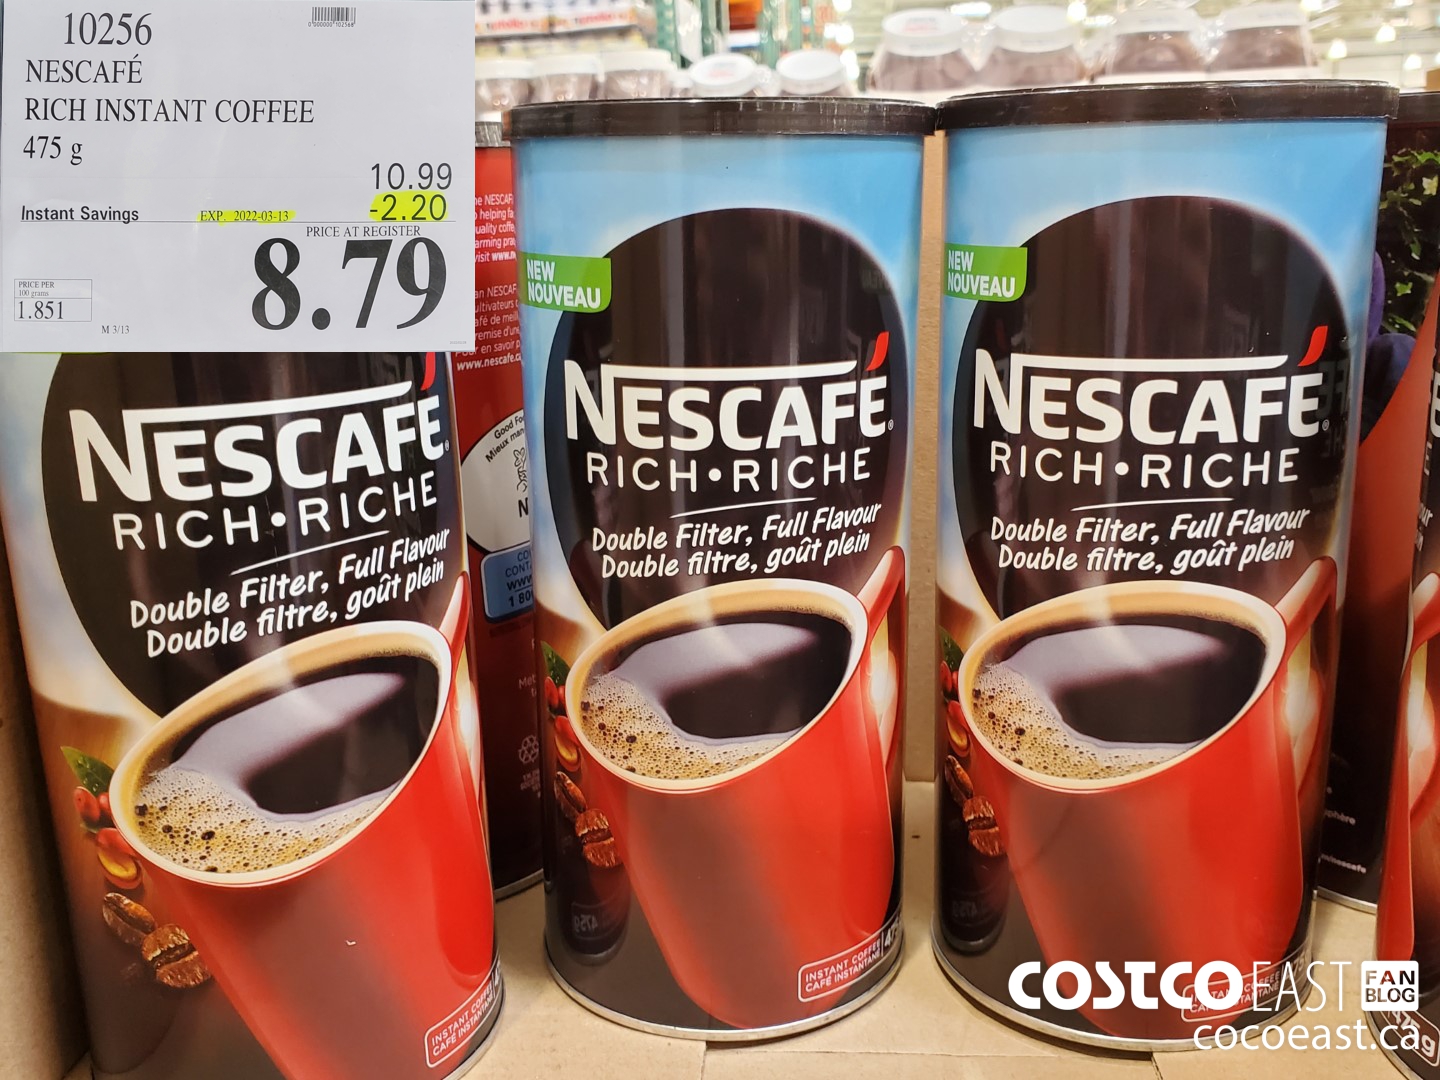 10256
NESCAFÉ
RICH INSTANT COFFEE
475 g
10.99
Instant Savings EXP. 2022-03-13 -2.20
PRICE AT REGISTER
8.79
PRICE PER
100 grams
1.851
M 3/13
NESCAFÉ
RICH•RICHE
Double Filter, Full Flavour
Double filtre, goût plein
INSTANT COFFEE
CAFÉ INSTANTANÉ
NEW
NOUVEAU
NESCAFÉ®
RICH•RICHE
Double Filter, Full Flavour
Double filtre, goût plein
INSTANT COFFEE
CAFÉ INSTANTANÉ
NEW
NOUVEAU
NESCAFÉ
RICH•RICHE
Double Filter, Full Flavour
Double filtre, goût plein
COSTCO EAST FAN
BLOG
cocoeast.ca